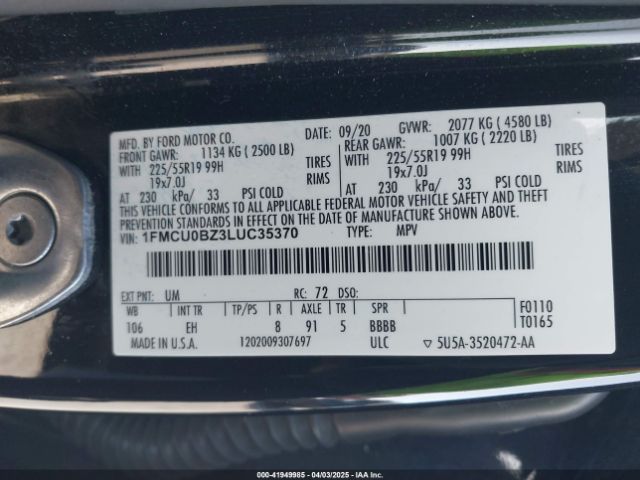 MFD. BY FORD MOTOR CO. DATE: 09/20 GVWR: 2077 KG ( 4580 LB)
FRONT GAWR: 1134 KG ( 2500 LB) REAR GAWR: 1007 KG ( 2220 LB)
WITH 225/55R19 99H TIRES WITH 225/55R19 99H TIRES
19x7.0J RIMS 19x7.0J RIMS
AT 230 kPa/ 33 PSI COLD AT 230 kPa/ 33 PSI COLD
THIS VEHICLE CONFORMS TO ALL APPLICABLE FEDERAL MOTOR VEHICLE SAFETY AND THEFT
PREVENTION STANDARDS IN EFFECT ON THE DATE OF MANUFACTURE SHOWN ABOVE.
VIN: 1FMCU0BZ3LUC35370 TYPE: MPV
EXT PNT: UM RC: 72 DSO:
WB INT TR TP/PS R AXLE TR SPR F0110
106 EH 8 91 5 BBBB T0165
MADE IN U.S.A. 1202009307697 ULC ▽ 5U5A-3520472-AA
00-41949985 - 04/03/2025 - IAAI.COM